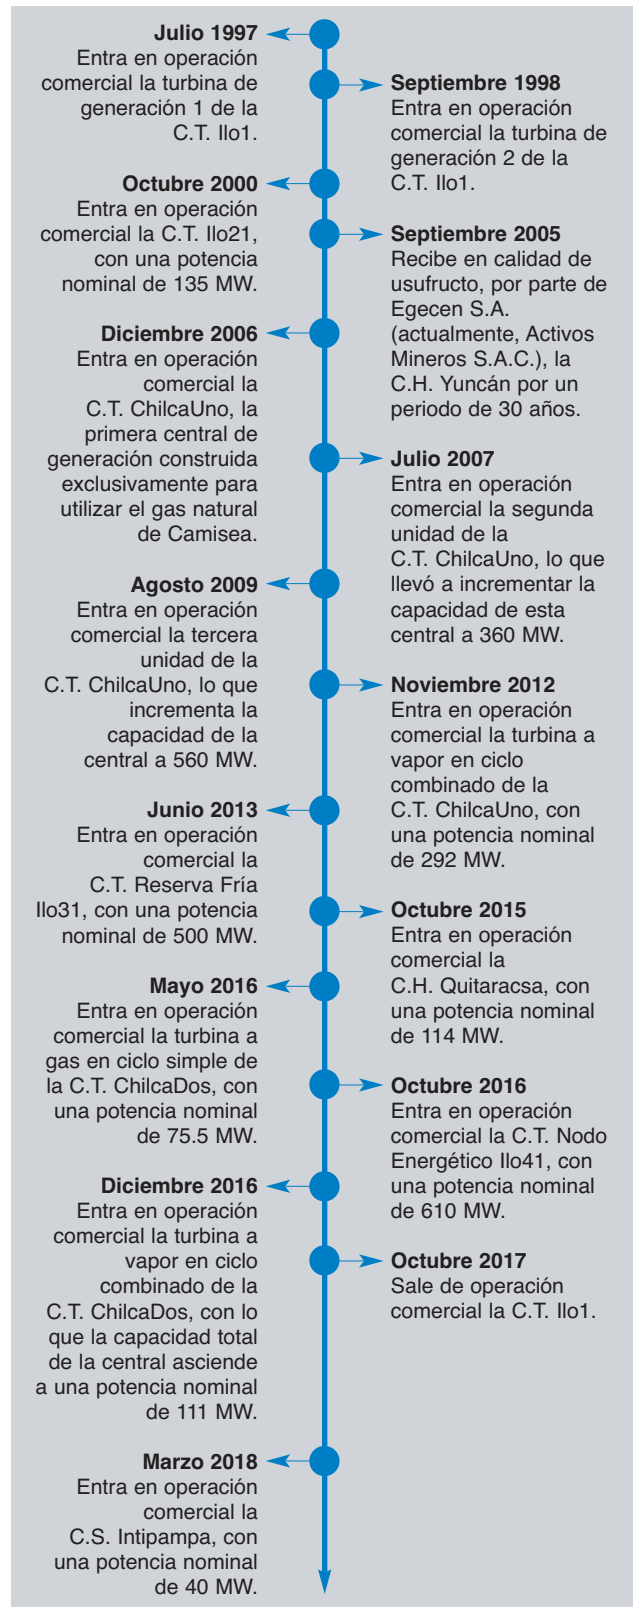 Julio 1997
Entra en operación
comercial la turbina de
generación 1 de la
C.T. Ilo1.
Septiembre 1998
Entra en operación
comercial la turbina de
generación 2 de la
C.T. Ilo1.
Octubre 2000
Entra en operación
comercial la C.T. Ilo21,
con una potencia
nominal de 135 MW.
Septiembre 2005
Recibe en calidad de
usufructo, por parte de
Egecen S.A.
(actualmente, Activos
Mineros S.A.C.), la
C.H. Yuncán por un
periodo de 30 años.
Diciembre 2006
Entra en operación
comercial la
C.T. ChilcaUno, la
primera central de
generación construida
exclusivamente para
utilizar el gas natural
de Camisea.
Julio 2007
Entra en operación
comercial la segunda
unidad de la
C.T. ChilcaUno, lo que
llevó a incrementar la
capacidad de esta
central a 360 MW.
Agosto 2009
Entra en operación
comercial la tercera
unidad de la
C.T. ChilcaUno, lo que
incrementa la
capacidad de la
central a 560 MW.
Noviembre 2012
Entra en operación
comercial la turbina a
vapor en ciclo
combinado de la
C.T. ChilcaUno, con
una potencia nominal
de 292 MW.
Junio 2013
Entra en operación
comercial la
C.T. Reserva Fría
Ilo31, con una potencia
nominal de 500 MW.
Octubre 2015
Entra en operación
comercial la
C.H. Quitaracsa, con
una potencia nominal
de 114 MW.
Mayo 2016
Entra en operación
comercial la turbina a
gas en ciclo simple de
la C.T. ChilcaDos, con
una potencia nominal
de 75.5 MW.
Octubre 2016
Entra en operación
comercial la C.T. Nodo
Energético Ilo41, con
una potencia nominal
de 610 MW.
Diciembre 2016
Entra en operación
comercial la turbina a
vapor en ciclo
combinado de la
C.T. ChilcaDos, con lo
que la capacidad total
de la central asciende
a una potencia nominal
de 111 MW.
Octubre 2017
Sale de operación
comercial la C.T. Ilo1.
Marzo 2018
Entra en operación
comercial la
C.S. Intipampa, con
una potencia nominal
de 40 MW.